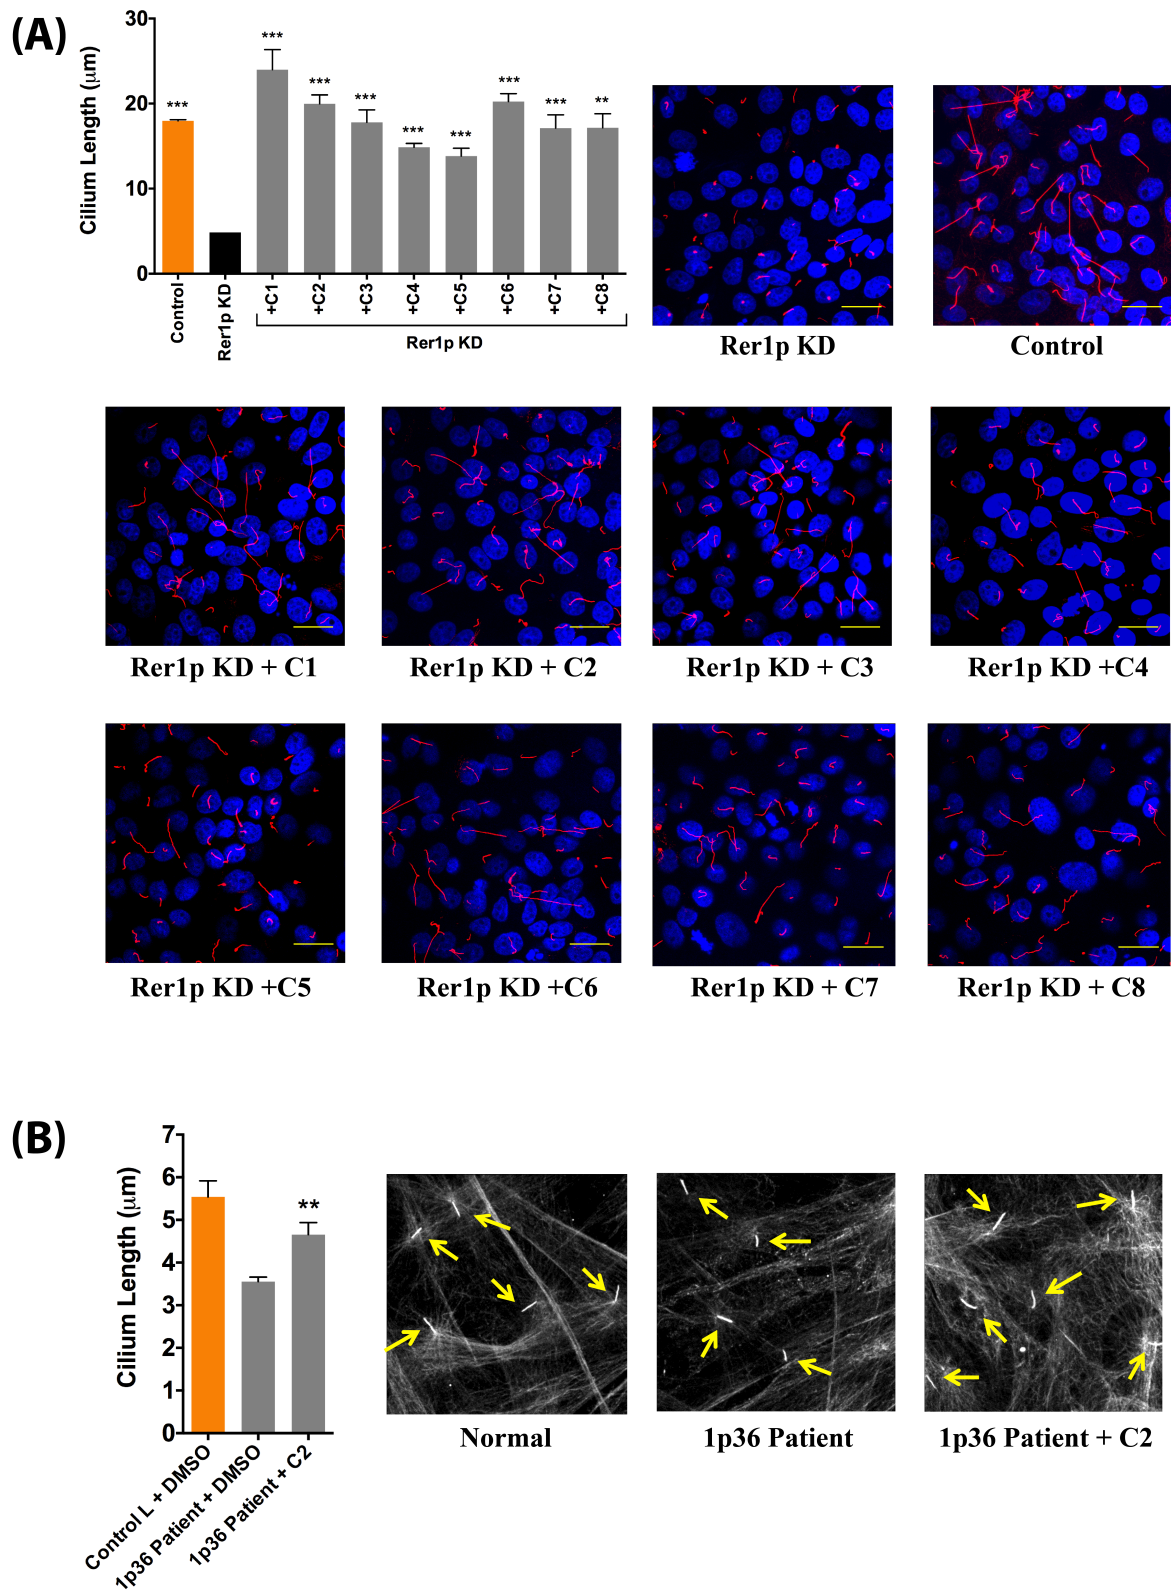 (A)
Cilium Length (μm)
30
20
10
0
***
***
***
***
***
***
***
***
**
Control
Rer1p KD
+C1
+C2
+C3
+C4
+C5
+C6
+C7
+C8
Rer1p KD
Rer1p KD
Control
Rer1p KD + C1
Rer1p KD + C2
Rer1p KD + C3
Rer1p KD +C4
Rer1p KD +C5
Rer1p KD +C6
Rer1p KD + C7
Rer1p KD + C8
(B)
Cilium Length (μm)
7
6
5
4
3
2
1
0
**
Control L + DMSO
1p36 Patient + DMSO
1p36 Patient + C2
Normal
1p36 Patient
1p36 Patient + C2